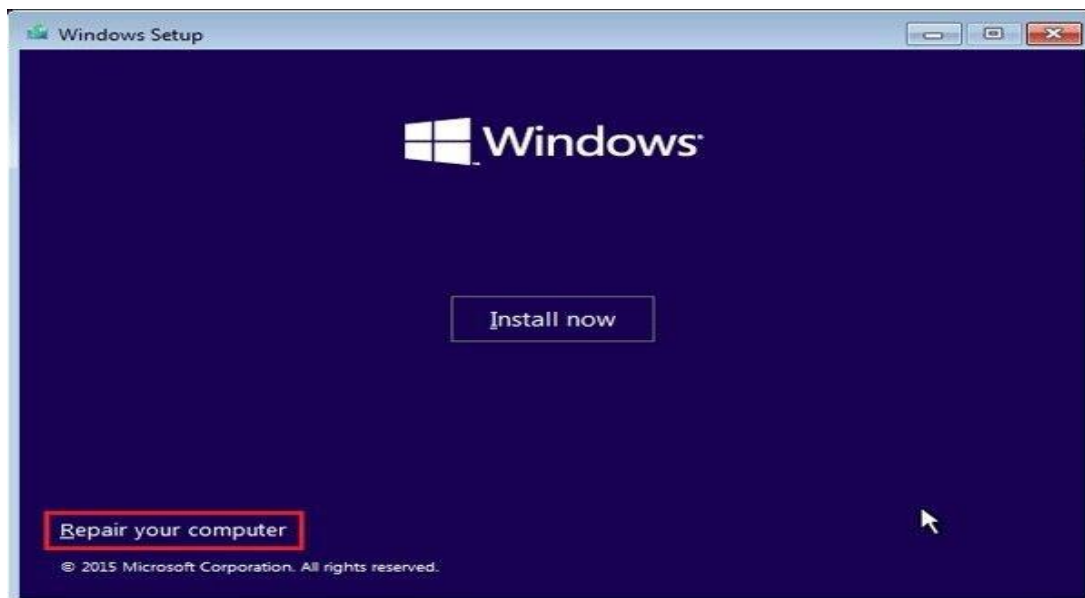 Windows Setup
Windows
Install now
Repair your computer
© 2015 Microsoft Corporation. All rights reserved.